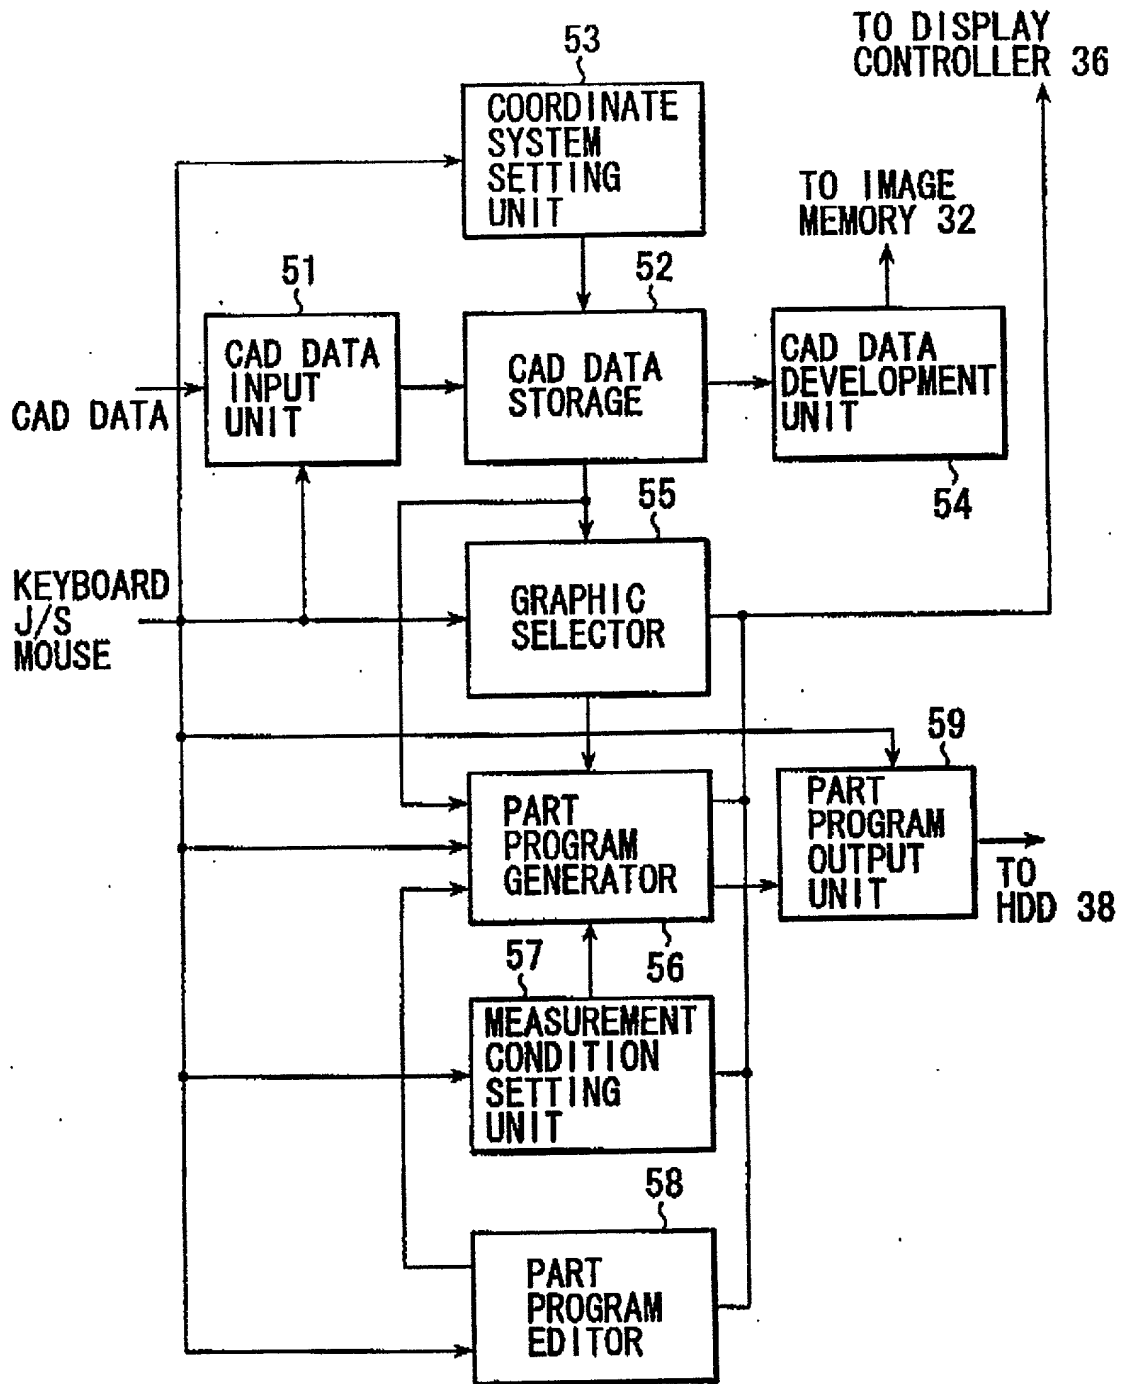 TO DISPLAY
CONTROLLER 36
53
COORDINATE
SYSTEM
SETTING
UNIT
TO IMAGE
MEMORY 32
51
CAD DATA
INPUT
UNIT
52
CAD DATA
STORAGE
CAD DATA
DEVELOPMENT
UNIT
54
CAD DATA
55
GRAPHIC
SELECTOR
KEYBOARD
J/S
MOUSE
59
PART
PROGRAM
OUTPUT
UNIT
TO
HDD 38
PART
PROGRAM
GENERATOR
56
57
MEASUREMENT
CONDITION
SETTING
UNIT
58
PART
PROGRAM
EDITOR